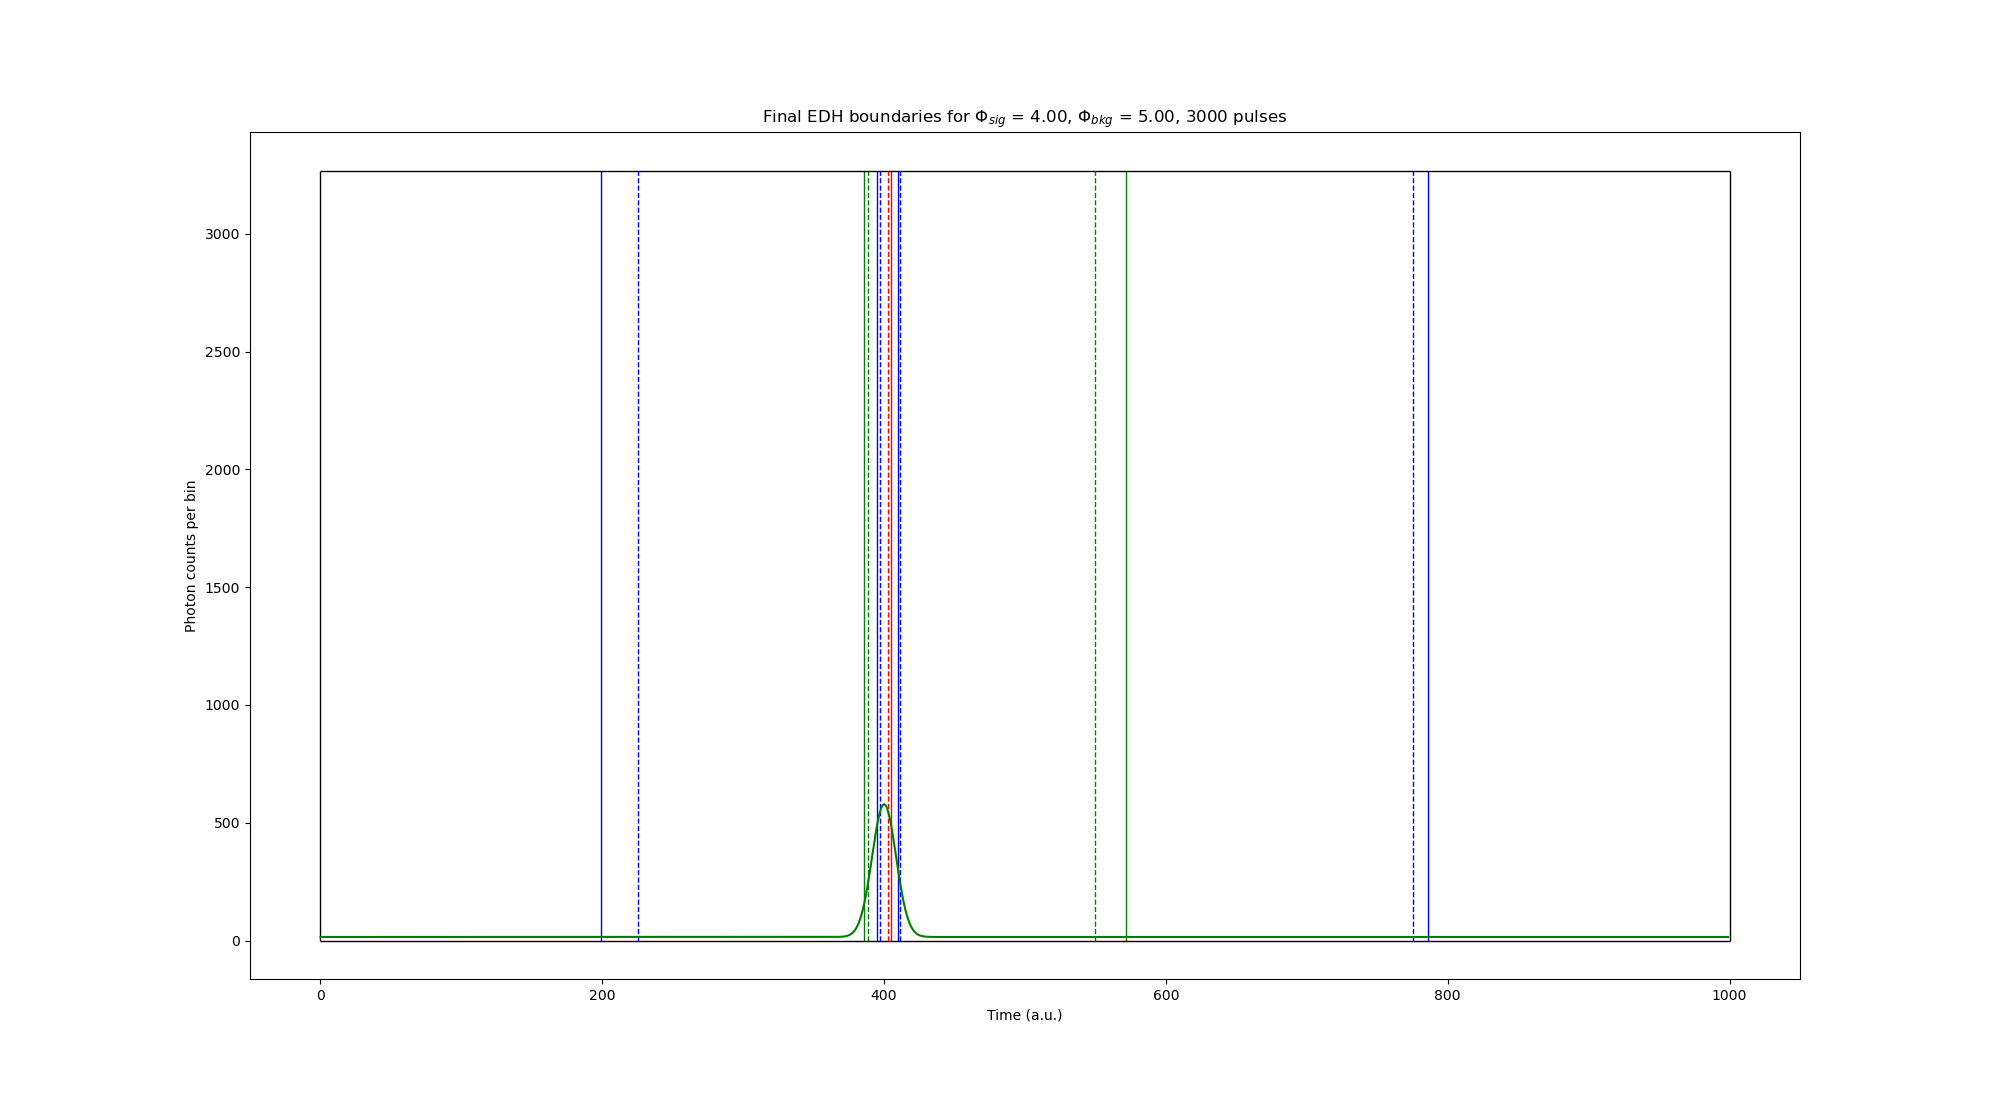 Final EDH boundaries for Φsig = 4.00, Φbkg = 5.00, 3000 pulses
Photon counts per bin
3000
2500
2000
1500
1000
500
0
0 200 400 600 800 1000
Time (a.u.)